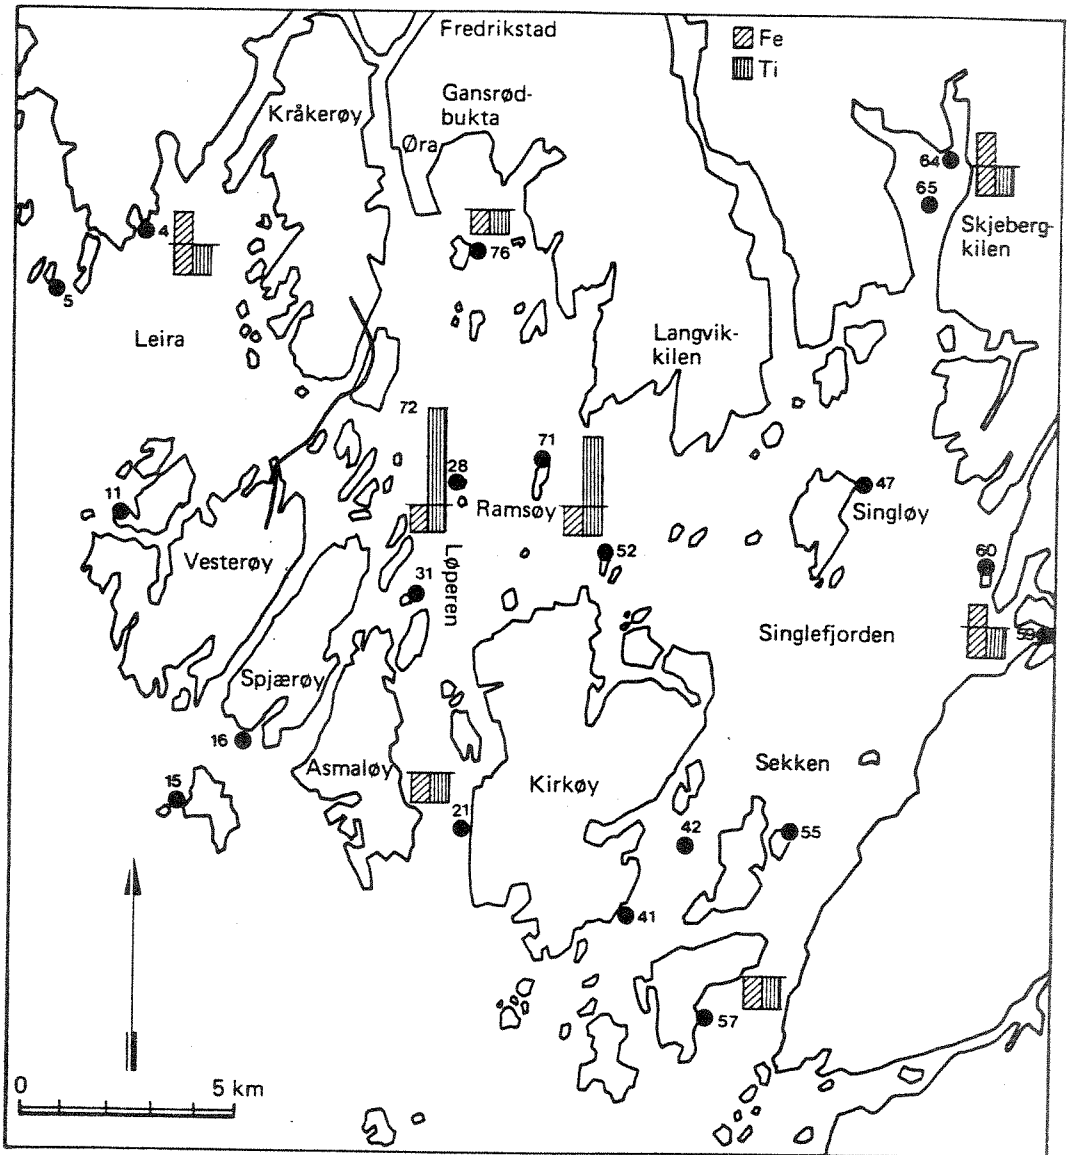 Fredrikstad
Fe
Ti
Gansrød-
bukta
Kråkerøy
Øra
64
65
Skjeberg-
kilen
4
76
5
Leira
Langvik-
kilen
72
71
28
47
11
Ramsøy
Singløy
52
60
Vesterøy
Løperen
31
Singlefjorden
59
Spjærøy
16
Asmaløy
Sekken
15
Kirkøy
21
42
55
41
57
0
5 km